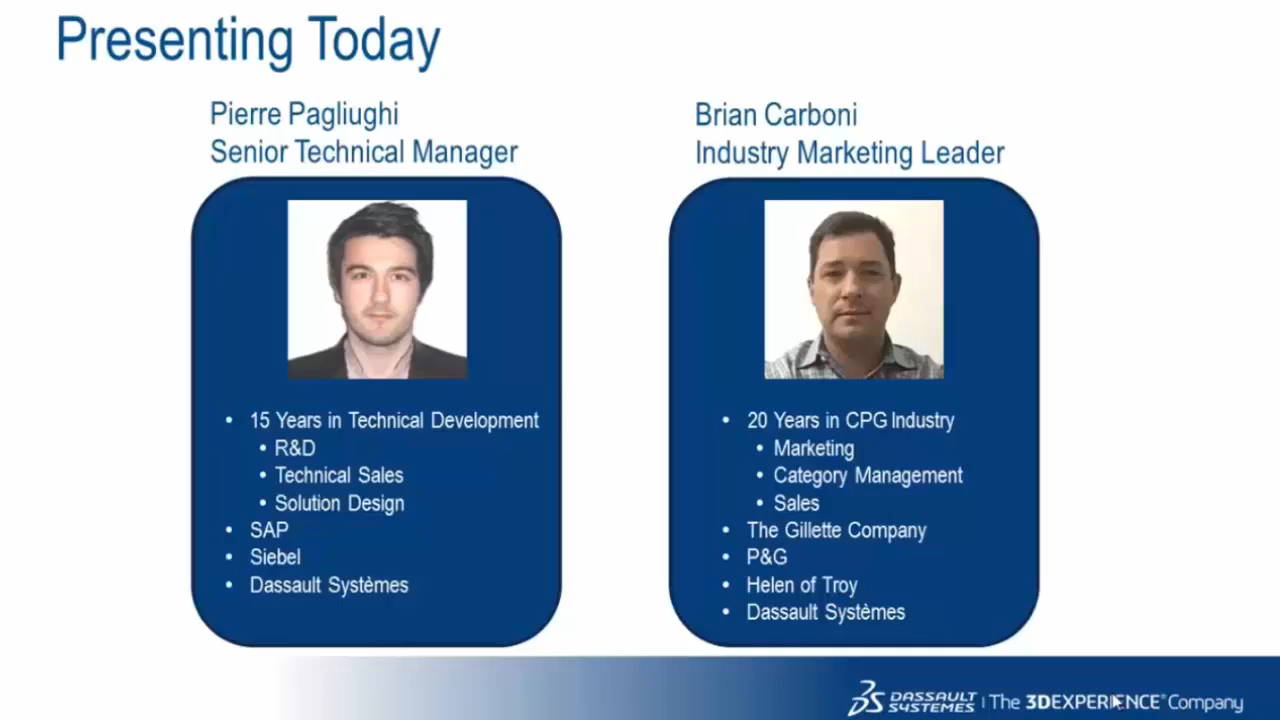 Presenting Today
Pierre Pagliughi
Senior Technical Manager
• 15 Years in Technical Development
• R&D
• Technical Sales
• Solution Design
• SAP
• Siebel
• Dassault Systèmes
Brian Carboni
Industry Marketing Leader
• 20 Years in CPG Industry
• Marketing
• Category Management
• Sales
• The Gillette Company
• P&G
• Helen of Troy
• Dassault Systèmes
DASSAULT SYSTEMES | The 3DEXPERIENCE® Company